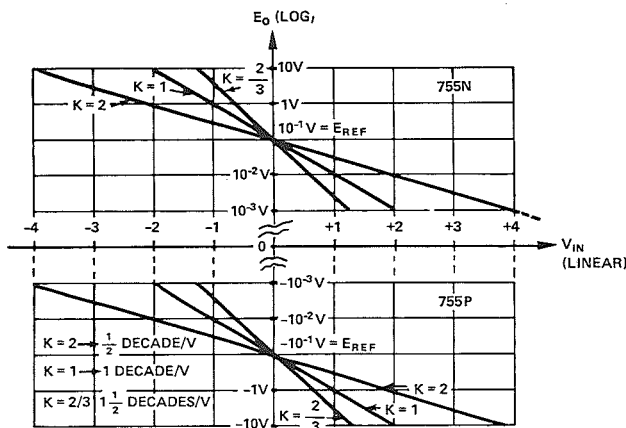 E₀ (LOG,
10V
755N
K = 2/3
K = 1
1V
K = 2
10⁻¹V = E_REF
10⁻²V
10⁻³V
-4 -3 -2 -1 +1 +2 +3 +4
0
V_IN
(LINEAR)
-10⁻³V
755P
-10⁻²V
-10⁻¹V = E_REF
K = 2 → 1/2 DECADE/V
K = 1 → 1 DECADE/V
K = 2/3 1 1/2 DECADES/V
-1V
K = 2
K = 1
K = 2/3
-10V